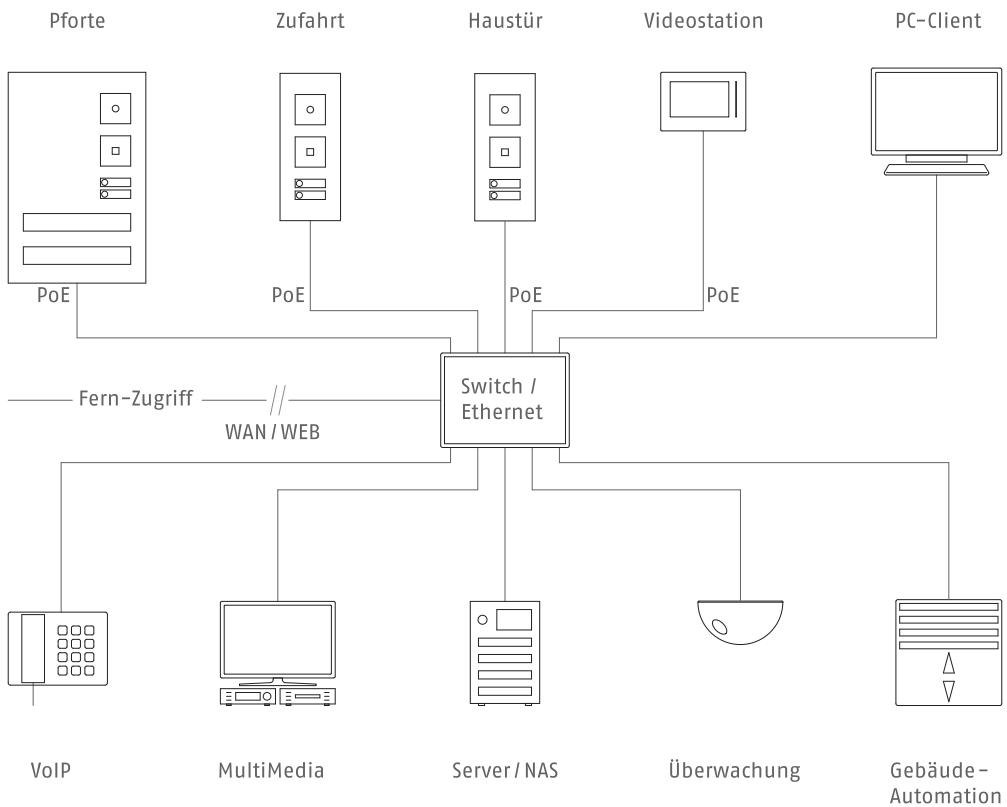 Pforte
Zufahrt
Haustür
Videostation
PC-Client
PoE
PoE
PoE
PoE
Switch /
Ethernet
Fern-Zugriff
WAN / WEB
VoIP
MultiMedia
Server / NAS
Überwachung
Gebäude-
Automation